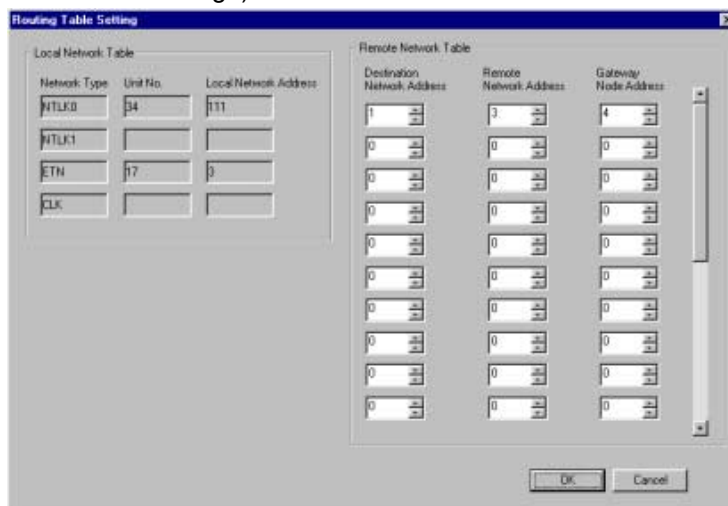 Routing Table Setting
Local Network Table
Network Type Unit No. Local Network Address
NTLK0 34 111
NTLK1
ETN 17 3
CLK
Remote Network Table
Destination Network Address Remote Network Address Gateway Node Address
1 3 4
0 0 0
0 0 0
0 0 0
0 0 0
0 0 0
0 0 0
0 0 0
0 0 0
0 0 0
OK Cancel